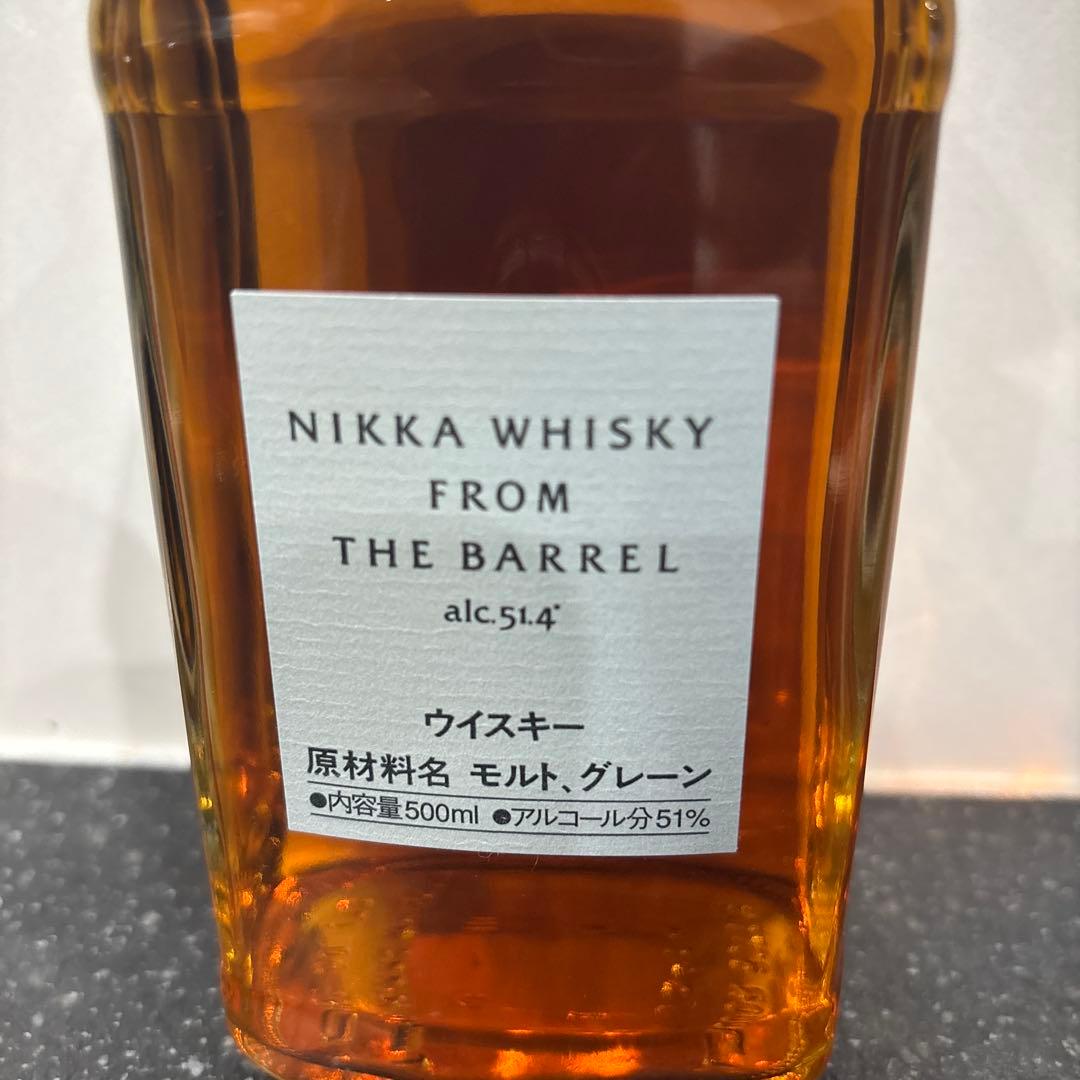 NIKKA WHISKY
FROM
THE BARREL
alc.51.4°
ウイスキー
原材料名 モルト、グレーン
●内容量500ml ●アルコール分51%